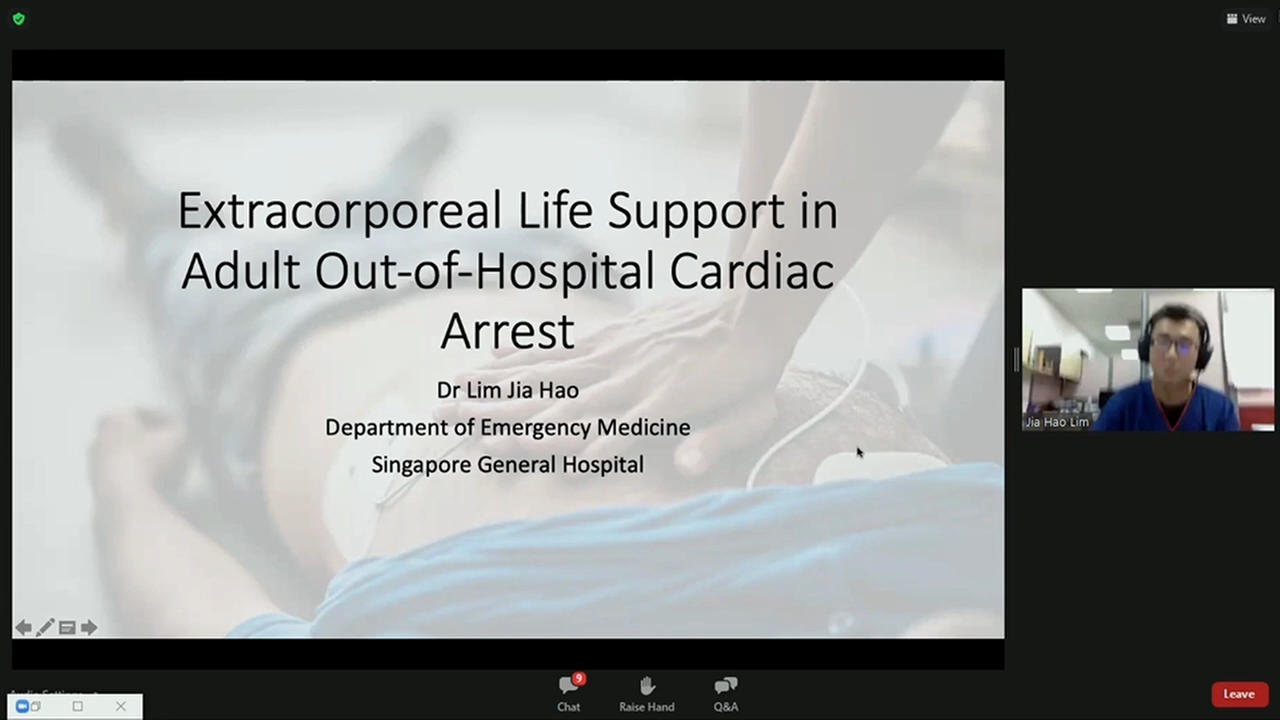 View
Extracorporeal Life Support in
Adult Out-of-Hospital Cardiac
Arrest
Dr Lim Jia Hao
Department of Emergency Medicine
Singapore General Hospital
Jia Hao Lim
9
Chat
Raise Hand
Q&A
Leave